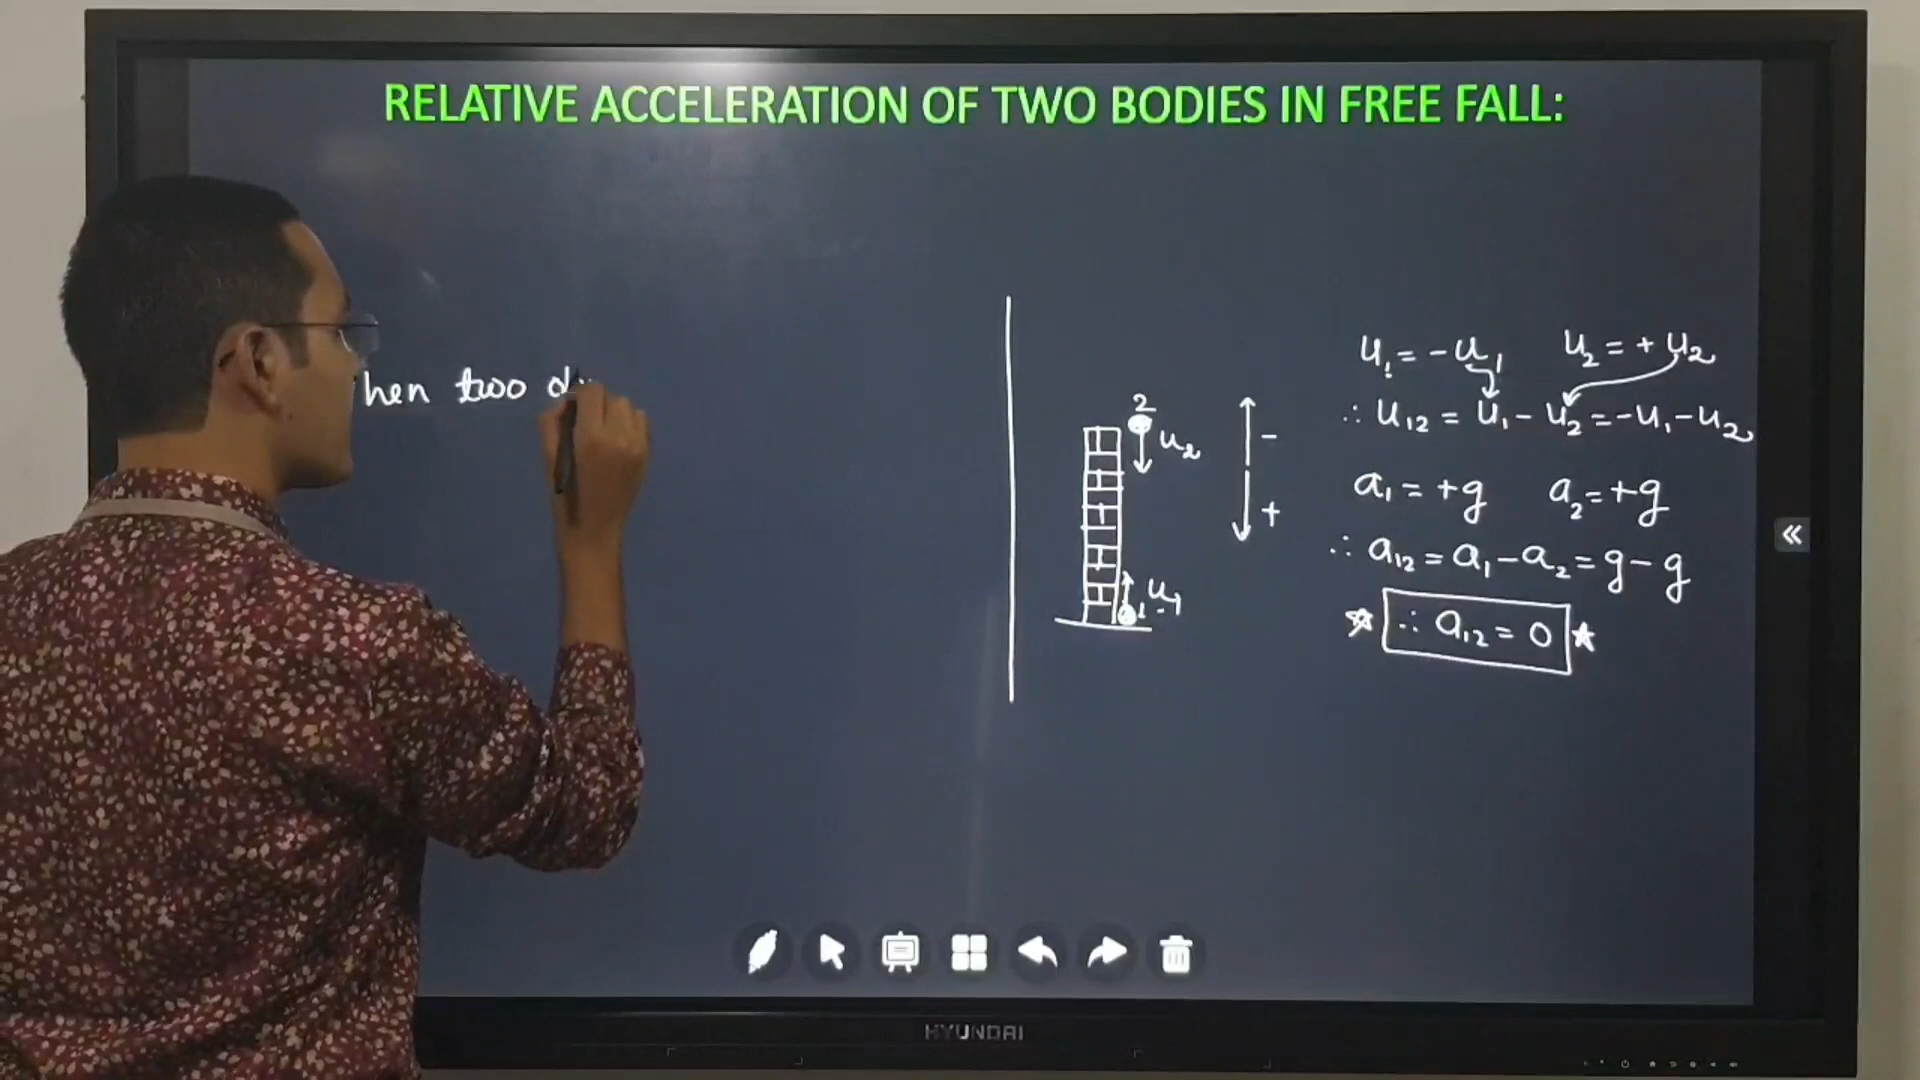 RELATIVE ACCELERATION OF TWO BODIES IN FREE FALL:
hen two
2
u₂
u₁
1
-
+
u₁ = -u₁ u₂ = +u₂
∴ u₁₂ = u₁ - u₂ = -u₁ - u₂
a₁ = +g a₂ = +g
∴ a₁₂ = a₁ - a₂ = g - g
∴ a₁₂ = 0
HYUNDAI